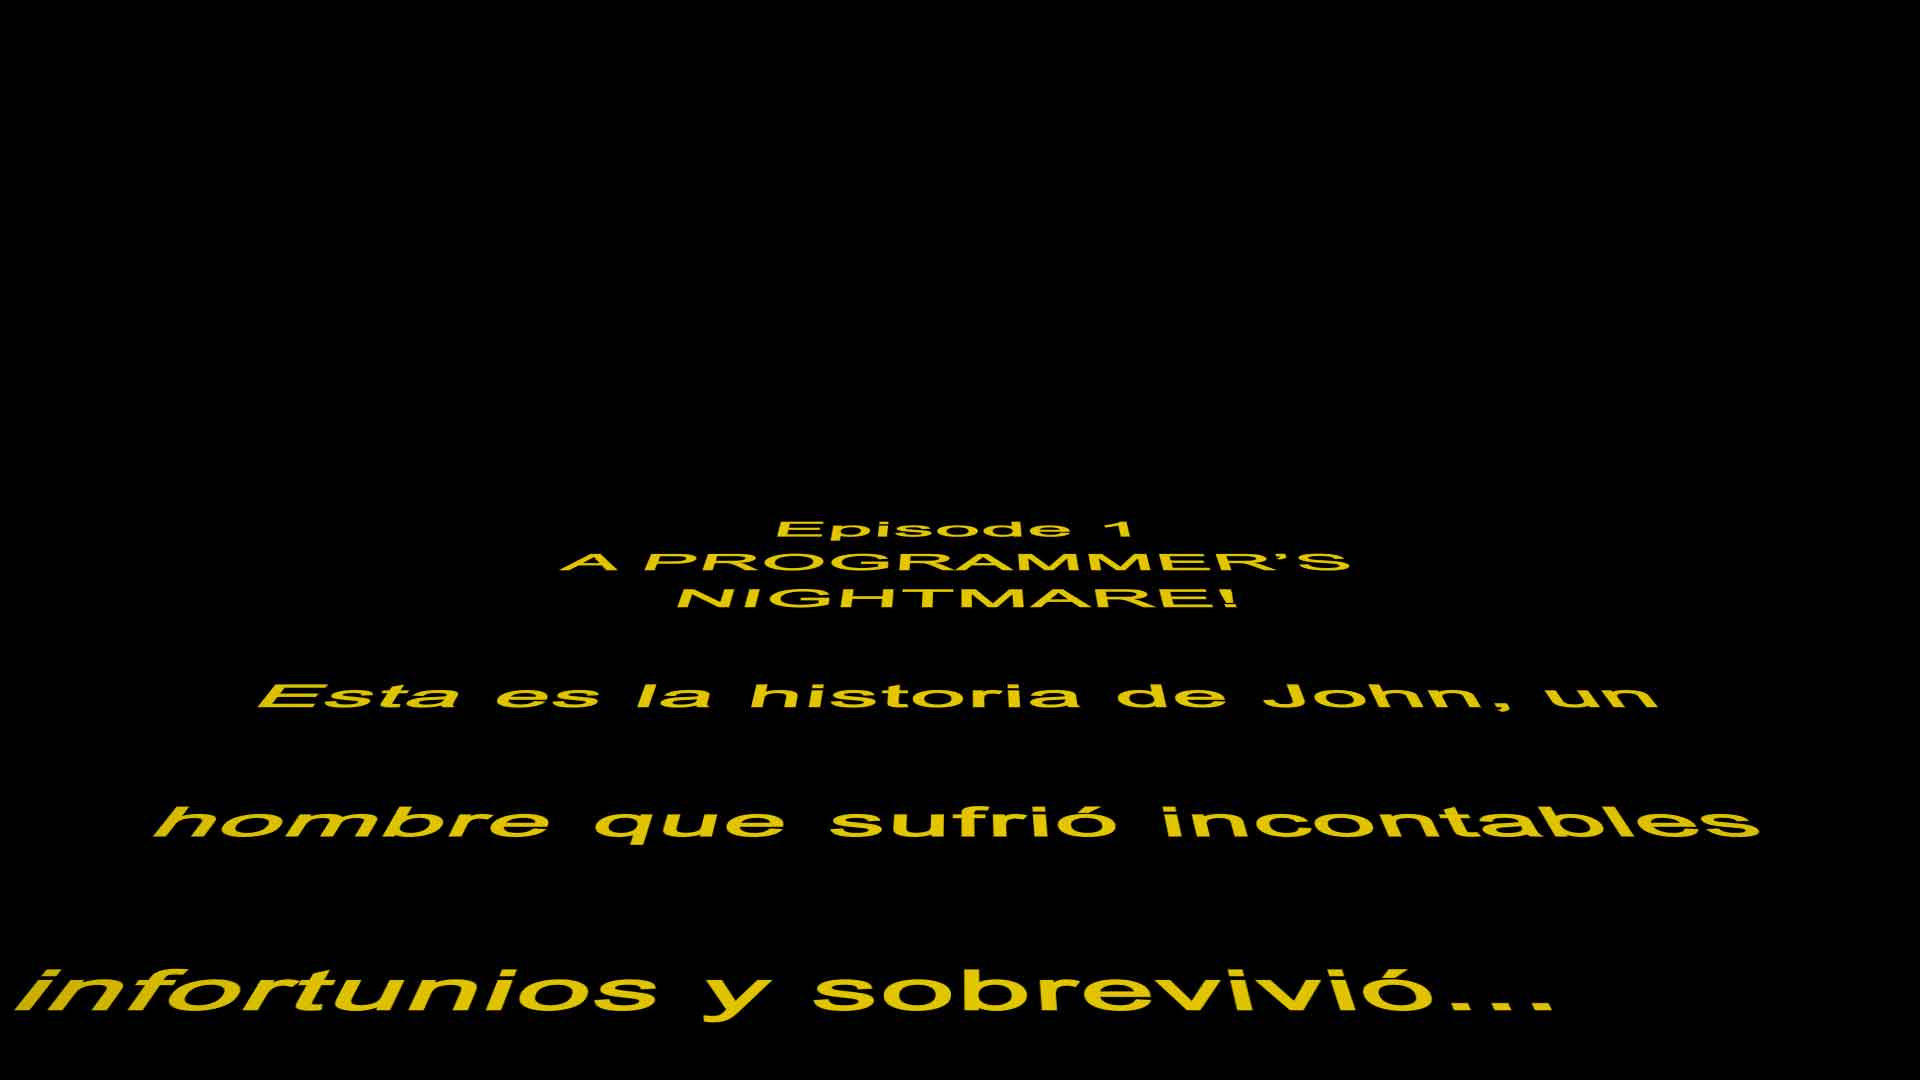 Episode 1
A PROGRAMMER’S
NIGHTMARE!
Esta es la historia de John, un
hombre que sufrió incontables
infortunios y sobrevivió...